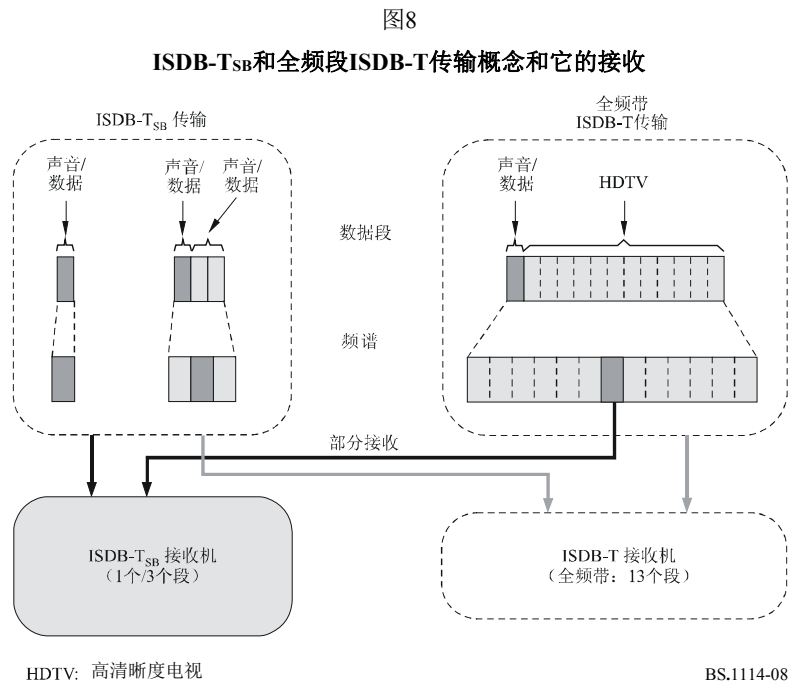 图8
ISDB-TSB和全频段ISDB-T传输概念和它的接收
ISDB-TSB 传输
全频带
ISDB-T传输
声音/
数据
声音/
数据
声音/
数据
声音/
数据
HDTV
数据段
频谱
部分接收
ISDB-TSB 接收机
（1个/3个段）
ISDB-T 接收机
（全频带：13个段）
HDTV: 高清晰度电视
BS.1114-08